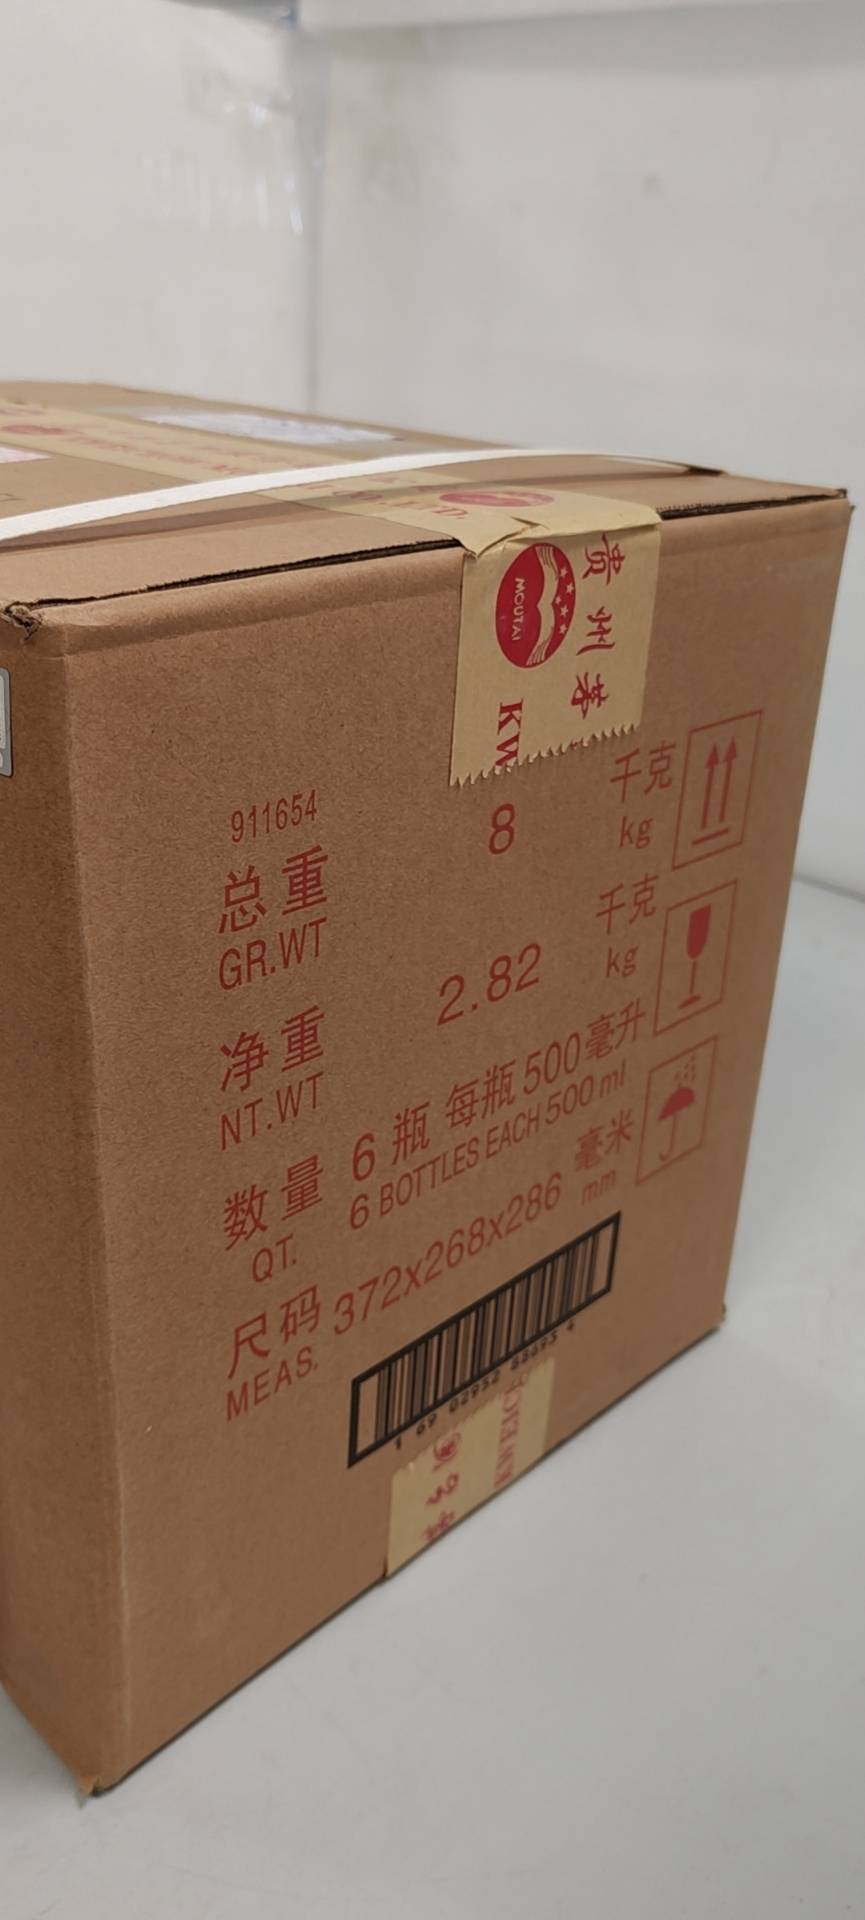 MOUTAI
贵州茅
KW
911654
总重 8 千克
GR.WT kg
净重 2.82 千克
NT.WT kg
数量 6 瓶 每瓶 500 毫升
QT. 6 BOTTLES EACH 500 ml
尺码 372x268x286 毫米
MEAS. mm
KWEIC